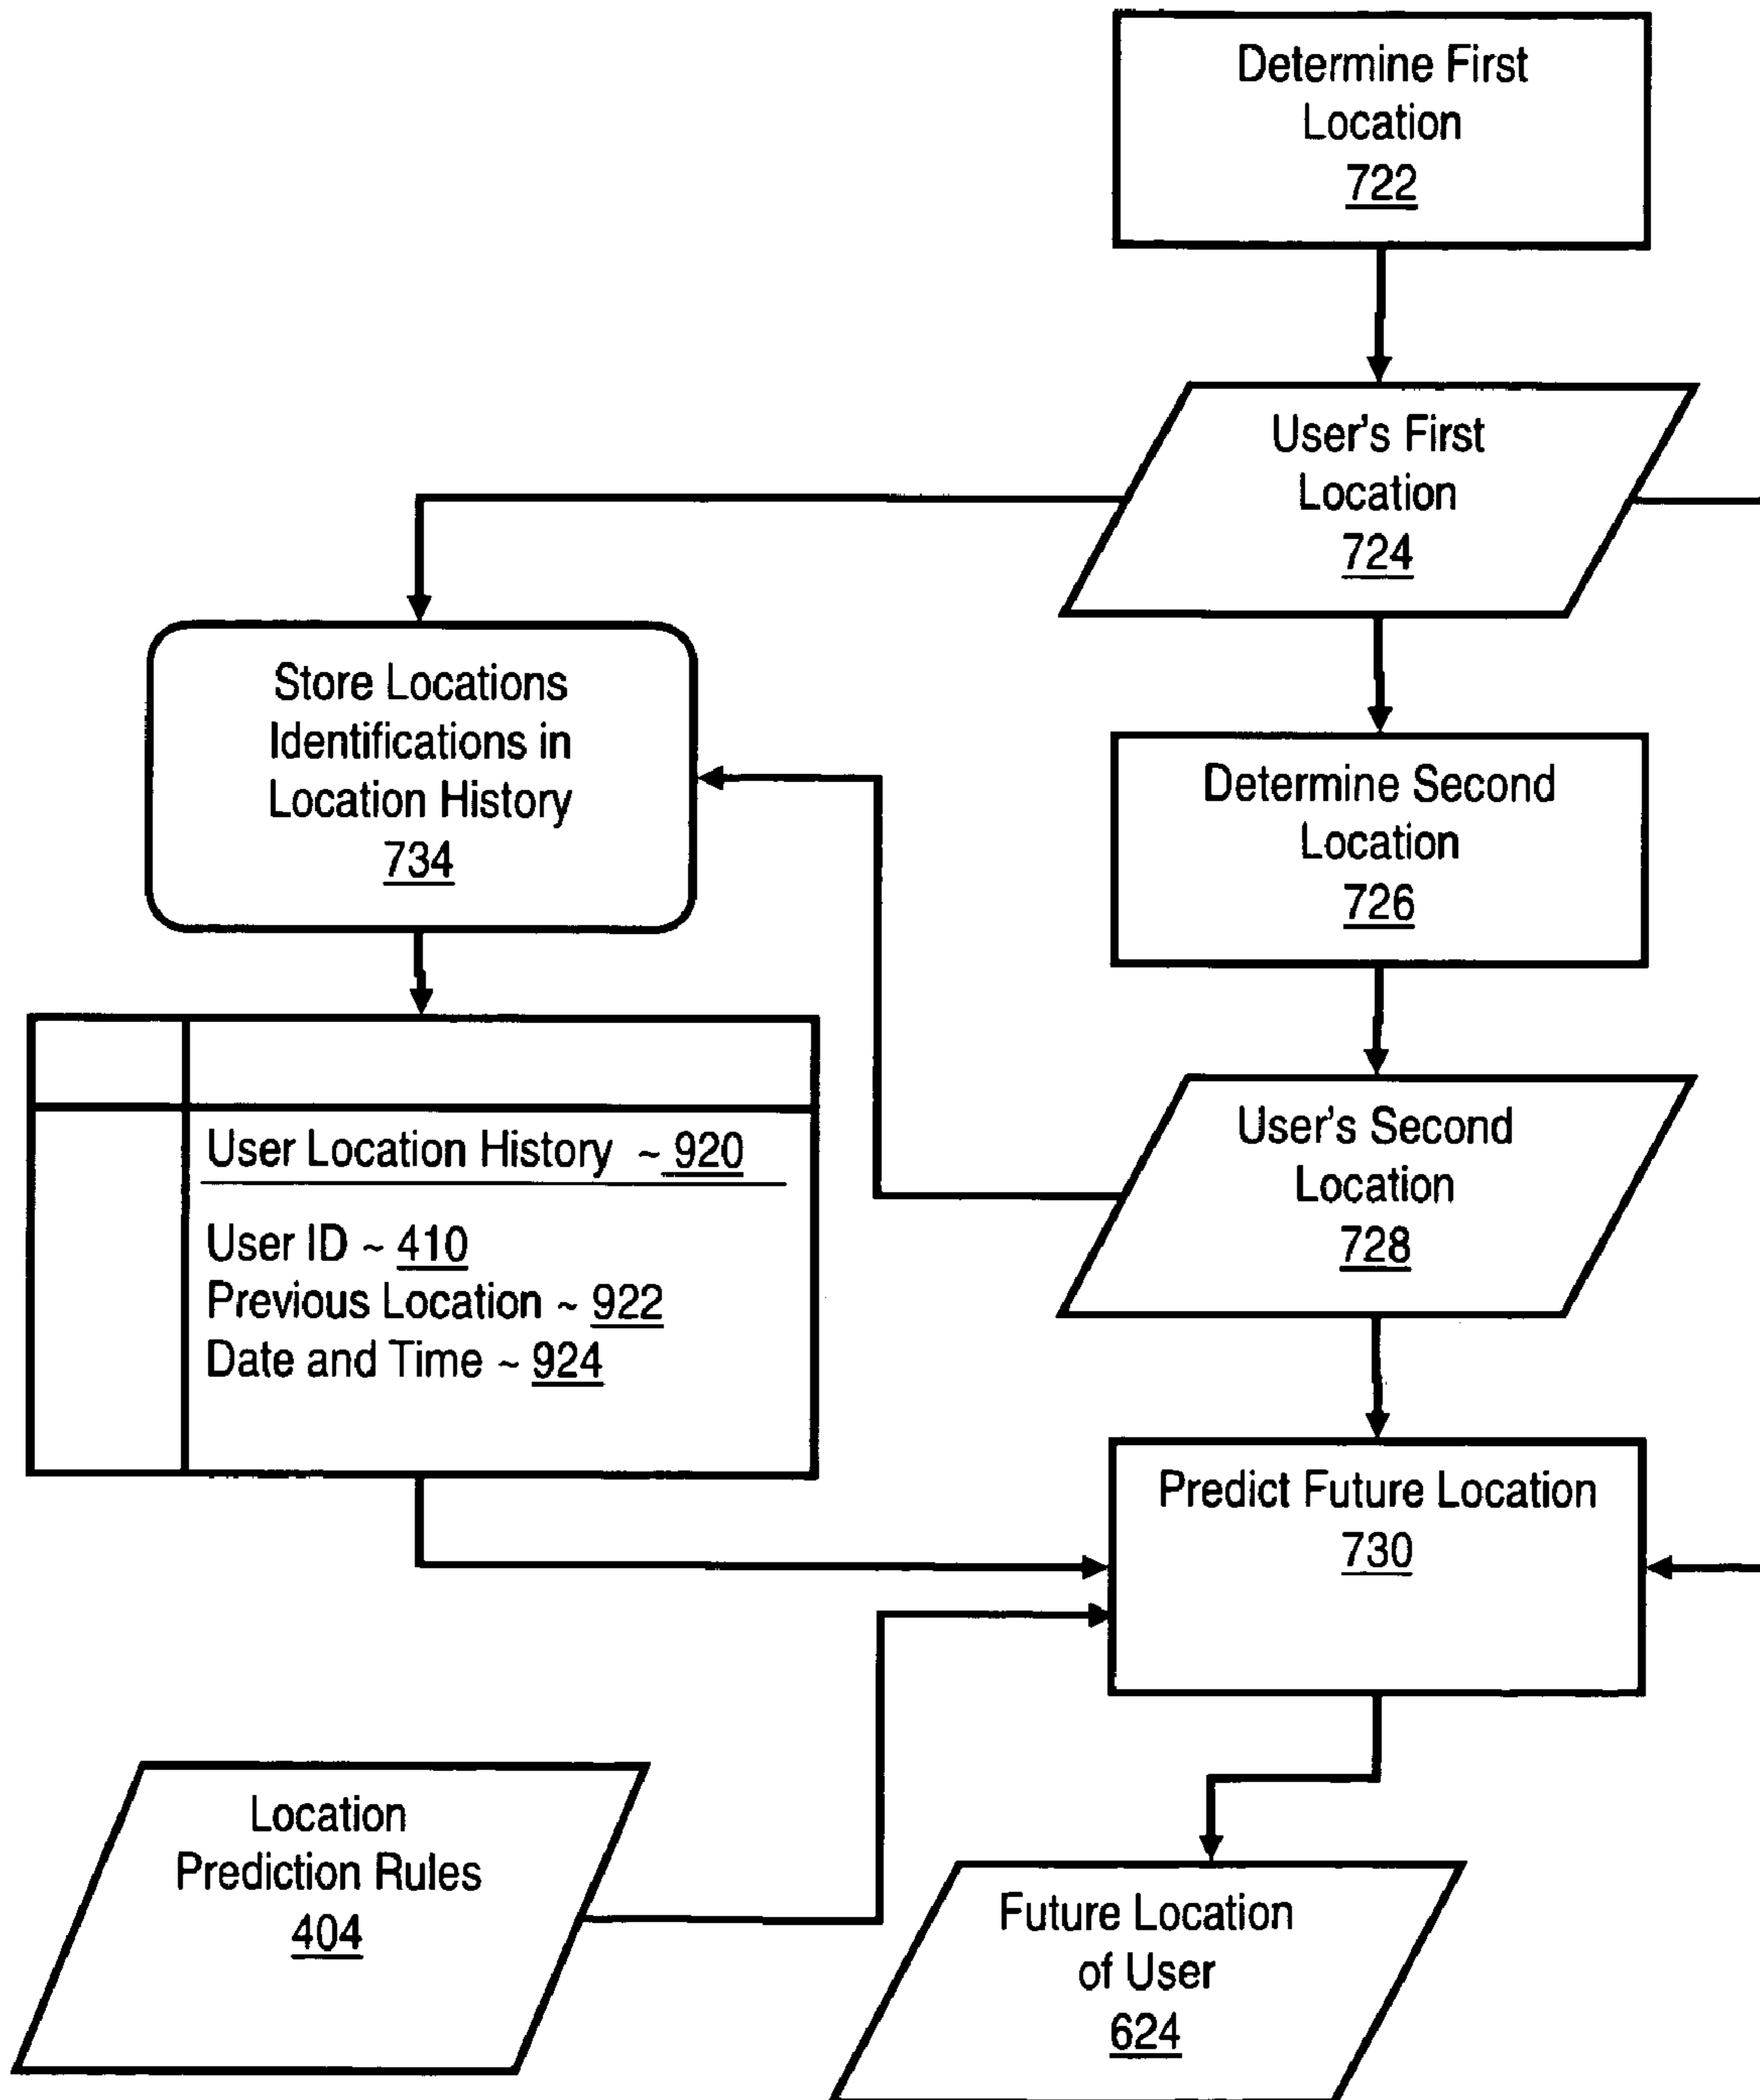 Determine First
Location
722
User's First
Location
724
Store Locations
Identifications in
Location History
734
Determine Second
Location
726
User's Second
Location
728
User Location History ~ 920
User ID ~ 410
Previous Location ~ 922
Date and Time ~ 924
Predict Future Location
730
Location
Prediction Rules
404
Future Location
of User
624